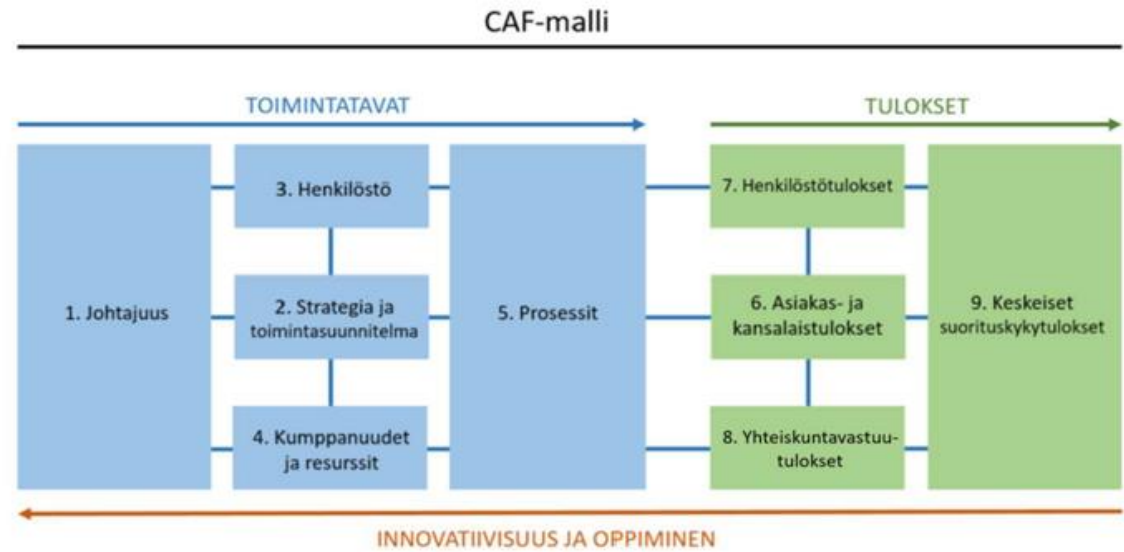 CAF-malli
TOIMINTATAVAT
TULOKSET
1. Johtajuus
3. Henkilöstö
2. Strategia ja
toimintasuunnitelma
4. Kumppanuudet
ja resurssit
5. Prosessit
7. Henkilöstötulokset
6. Asiakas- ja
kansalaistulokset
8. Yhteiskuntavastuu-
tulokset
9. Keskeiset
suorituskykytulokset
INNOVATIIVISUUS JA OPPIMINEN